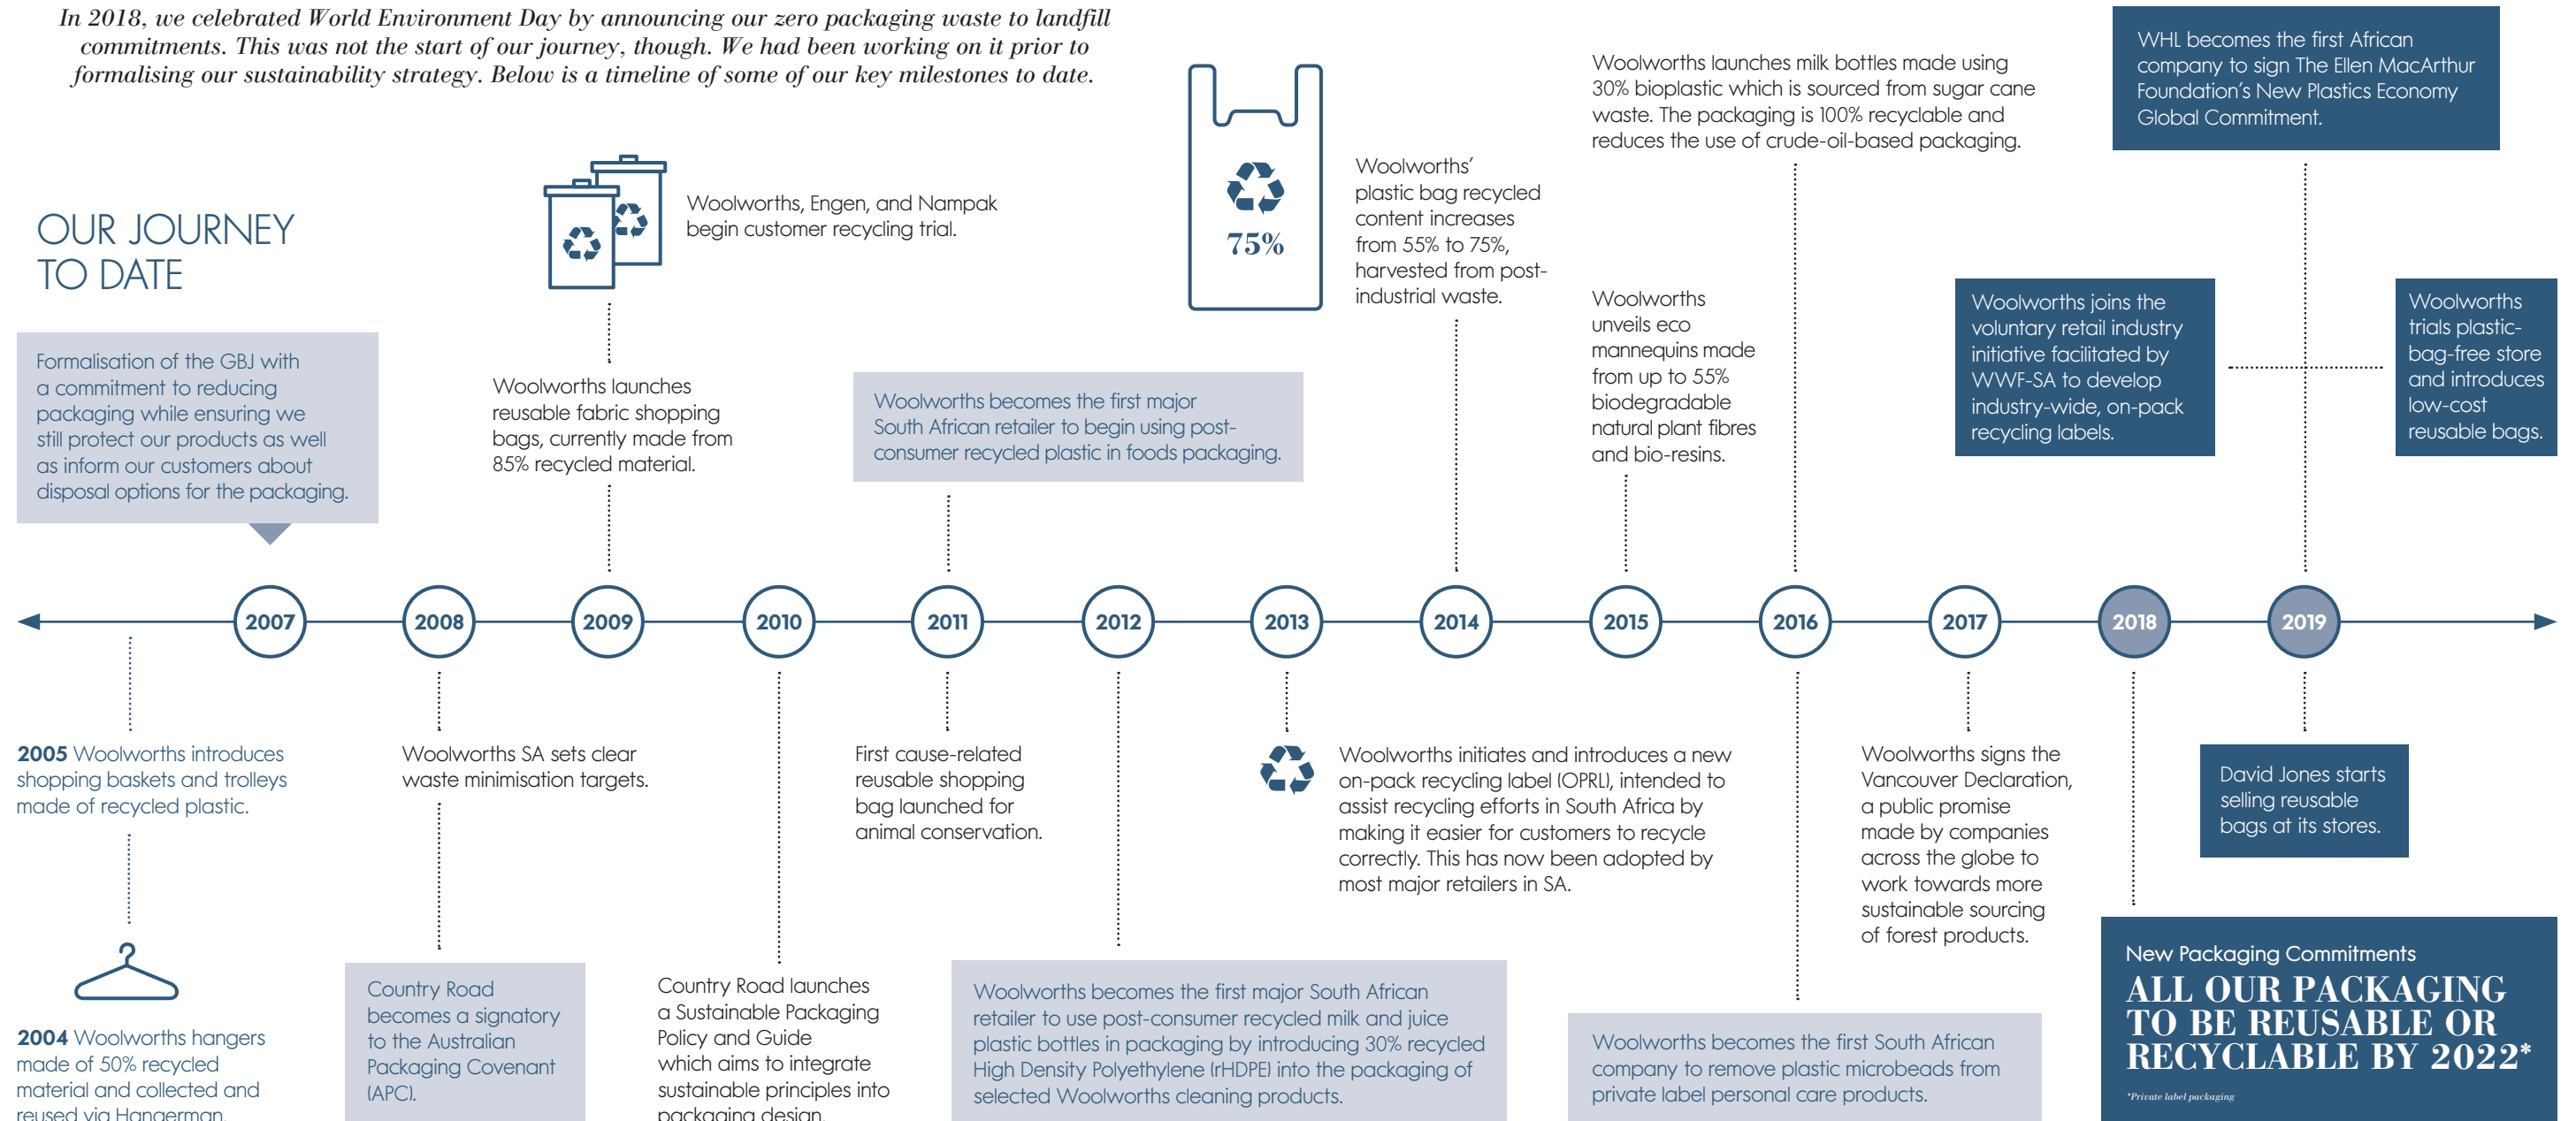 In 2018, we celebrated World Environment Day by announcing our zero packaging waste to landfill
commitments. This was not the start of our journey, though. We had been working on it prior to
formalising our sustainability strategy. Below is a timeline of some of our key milestones to date.
OUR JOURNEY
TO DATE
Formalisation of the GBJ with
a commitment to reducing
packaging while ensuring we
still protect our products as well
as inform our customers about
disposal options for the packaging.
Woolworths, Engen, and Nampak
begin customer recycling trial.
Woolworths launches
reusable fabric shopping
bags, currently made from
85% recycled material.
Woolworths becomes the first major
South African retailer to begin using post-
consumer recycled plastic in foods packaging.
75%
Woolworths'
plastic bag recycled
content increases
from 55% to 75%,
harvested from post-
industrial waste.
Woolworths launches milk bottles made using
30% bioplastic which is sourced from sugar cane
waste. The packaging is 100% recyclable and
reduces the use of crude-oil-based packaging.
Woolworths
unveils eco
mannequins made
from up to 55%
biodegradable
natural plant fibres
and bio-resins.
WHL becomes the first African
company to sign The Ellen MacArthur
Foundation's New Plastics Economy
Global Commitment.
Woolworths joins the
voluntary retail industry
initiative facilitated by
WWF-SA to develop
industry-wide, on-pack
recycling labels.
Woolworths
trials plastic-
bag-free store
and introduces
low-cost
reusable bags.
2007
2008
2009
2010
2011
2012
2013
2014
2015
2016
2017
2018
2019
2005 Woolworths introduces
shopping baskets and trolleys
made of recycled plastic.
2004 Woolworths hangers
made of 50% recycled
material and collected and
reused via Hangerman.
Woolworths SA sets clear
waste minimisation targets.
Country Road
becomes a signatory
to the Australian
Packaging Covenant
(APC).
Country Road launches
a Sustainable Packaging
Policy and Guide
which aims to integrate
sustainable principles into
packaging design.
First cause-related
reusable shopping
bag launched for
animal conservation.
Woolworths becomes the first major South African
retailer to use post-consumer recycled milk and juice
plastic bottles in packaging by introducing 30% recycled
High Density Polyethylene (rHDPE) into the packaging of
selected Woolworths cleaning products.
Woolworths initiates and introduces a new
on-pack recycling label (OPRL), intended to
assist recycling efforts in South Africa by
making it easier for customers to recycle
correctly. This has now been adopted by
most major retailers in SA.
Woolworths becomes the first South African
company to remove plastic microbeads from
private label personal care products.
Woolworths signs the
Vancouver Declaration,
a public promise
made by companies
across the globe to
work towards more
sustainable sourcing
of forest products.
David Jones starts
selling reusable
bags at its stores.
New Packaging Commitments
ALL OUR PACKAGING
TO BE REUSABLE OR
RECYCLABLE BY 2022*
*Private label packaging